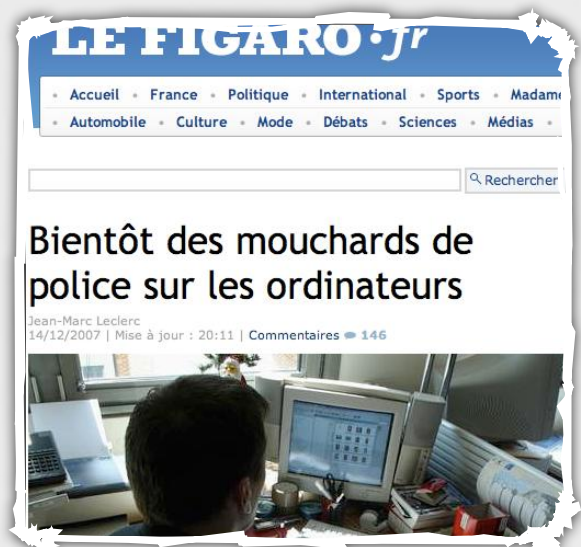 LE FIGARO·fr
Accueil • France • Politique • International • Sports • Madame
Automobile • Culture • Mode • Débats • Sciences • Médias •
Rechercher
Bientôt des mouchards de
police sur les ordinateurs
Jean-Marc Leclerc
14/12/2007 | Mise à jour : 20:11 | Commentaires 146